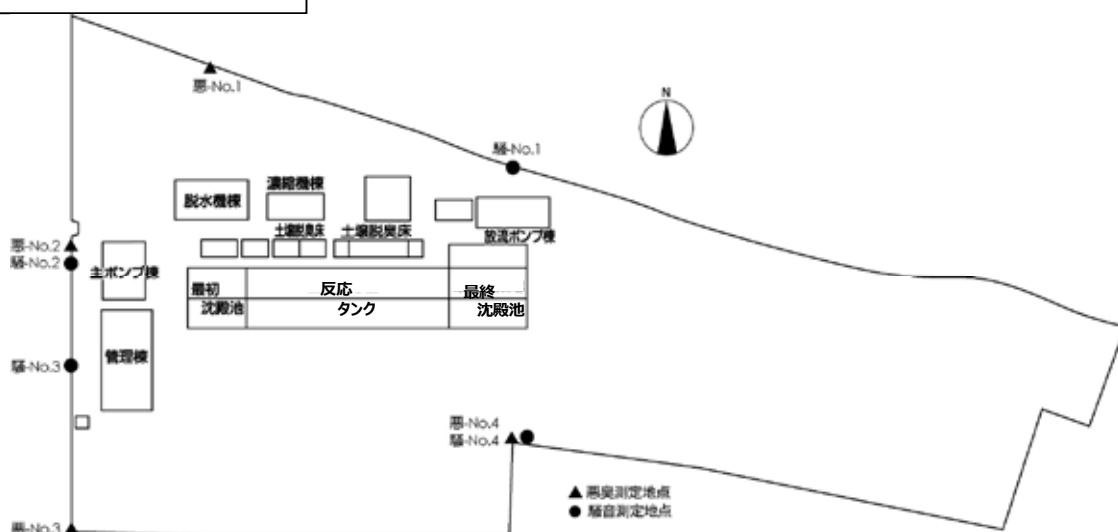 悪-No.1
N
騒-No.1
濃縮機棟
脱水機棟
土壌脱臭床
土壌脱臭床
放流ポンプ棟
悪-No.2
騒-No.2
主ポンプ棟
最初
沈殿池
反応
タンク
最終
沈殿池
管理棟
騒-No.3
悪-No.4
騒-No.4
▲ 悪臭測定地点
● 騒音測定地点
悪-No.3